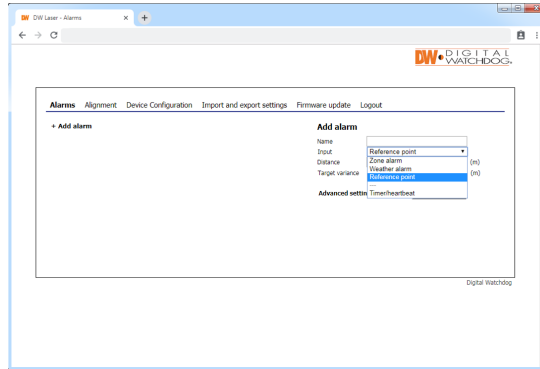 DW DW Laser - Alarms
DW DIGITAL
WATCHDOG.
Alarms Alignment Device Configuration Import and export settings Firmware update Logout
+ Add alarm
Add alarm
Name
Input Reference point
Distance (m)
Target variance (m)
Zone alarm
Weather alarm
Reference point
---
Timer/heartbeat
Advanced settin
Digital Watchdog